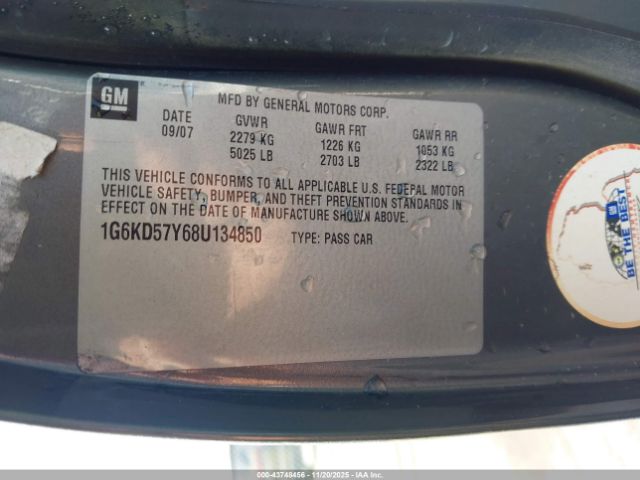 GM
MFD BY GENERAL MOTORS CORP.
DATE GVWR GAWR FRT GAWR RR
09/07 2279 KG 1226 KG 1053 KG
5025 LB 2703 LB 2322 LB
THIS VEHICLE CONFORMS TO ALL APPLICABLE U.S. FEDERAL MOTOR
VEHICLE SAFETY, BUMPER, AND THEFT PREVENTION STANDARDS IN
EFFECT ON THE DATE OF MANUFACTURE SHOWN ABOVE.
1G6KD57Y68U134850 TYPE: PASS CAR
BE THE BEST
#43748456 - 11/20/2025 - IAAI.COM